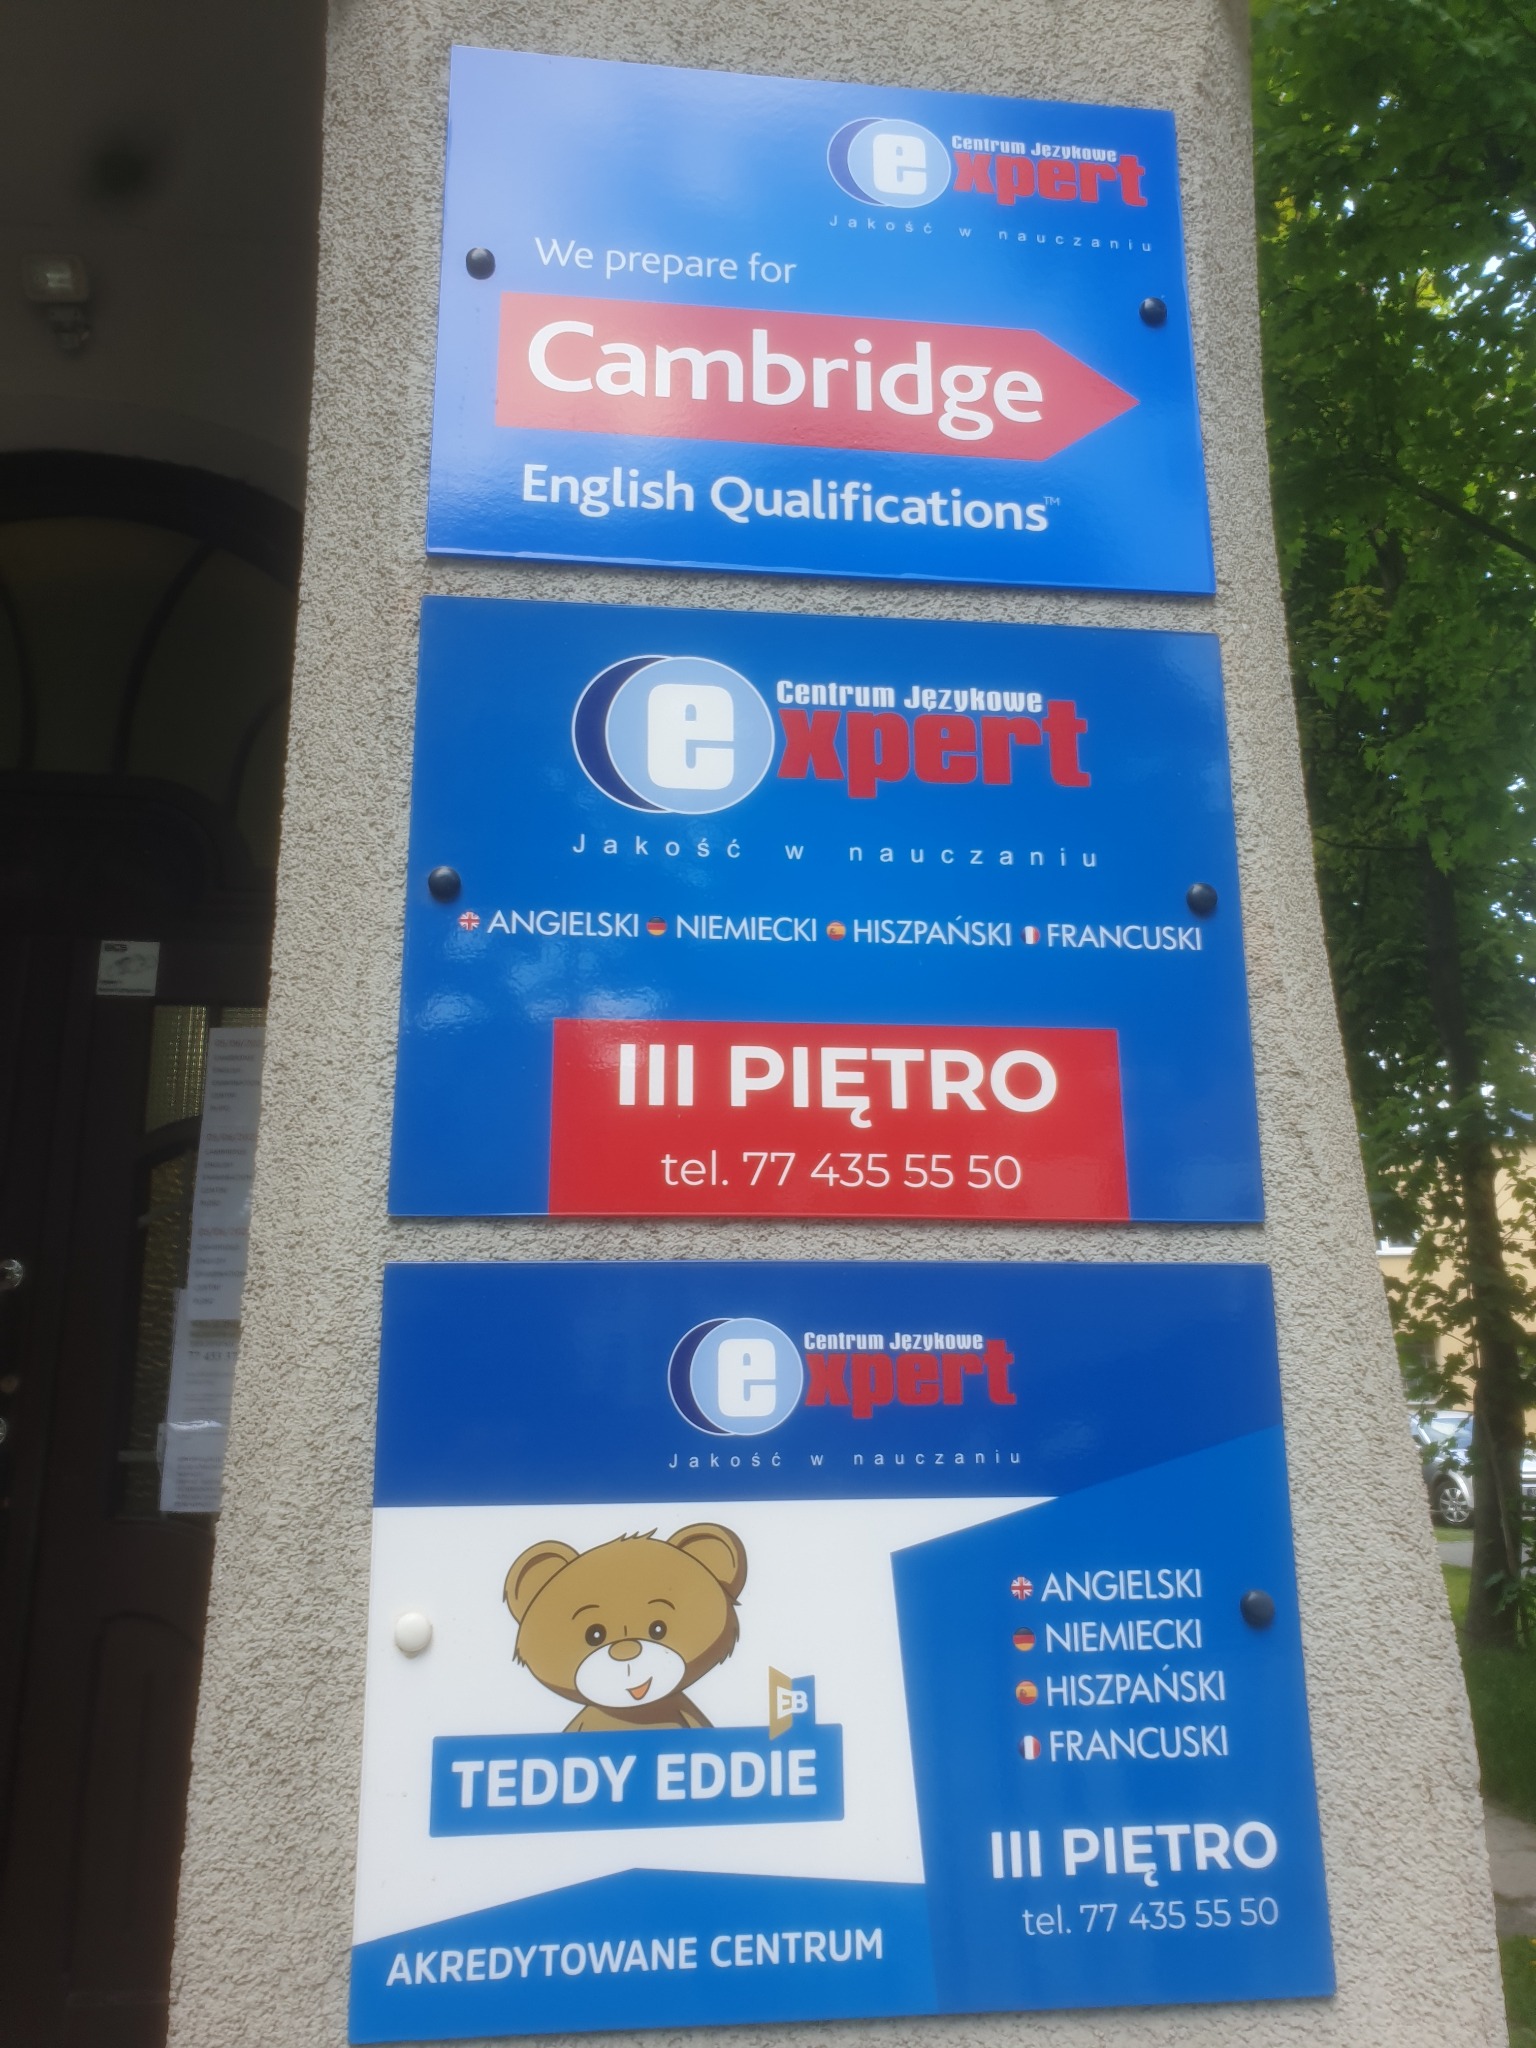 Centrum Językowe
expert
Jakość w nauczaniu
We prepare for
Cambridge
English Qualifications™
Centrum Językowe
expert
Jakość w nauczaniu
ANGIELSKI NIEMIECKI HISZPAŃSKI FRANCUSKI
III PIĘTRO
tel. 77 435 55 50
Centrum Językowe
expert
Jakość w nauczaniu
EB
TEDDY EDDIE
AKREDYTOWANE CENTRUM
ANGIELSKI
NIEMIECKI
HISZPAŃSKI
FRANCUSKI
III PIĘTRO
tel. 77 435 55 50